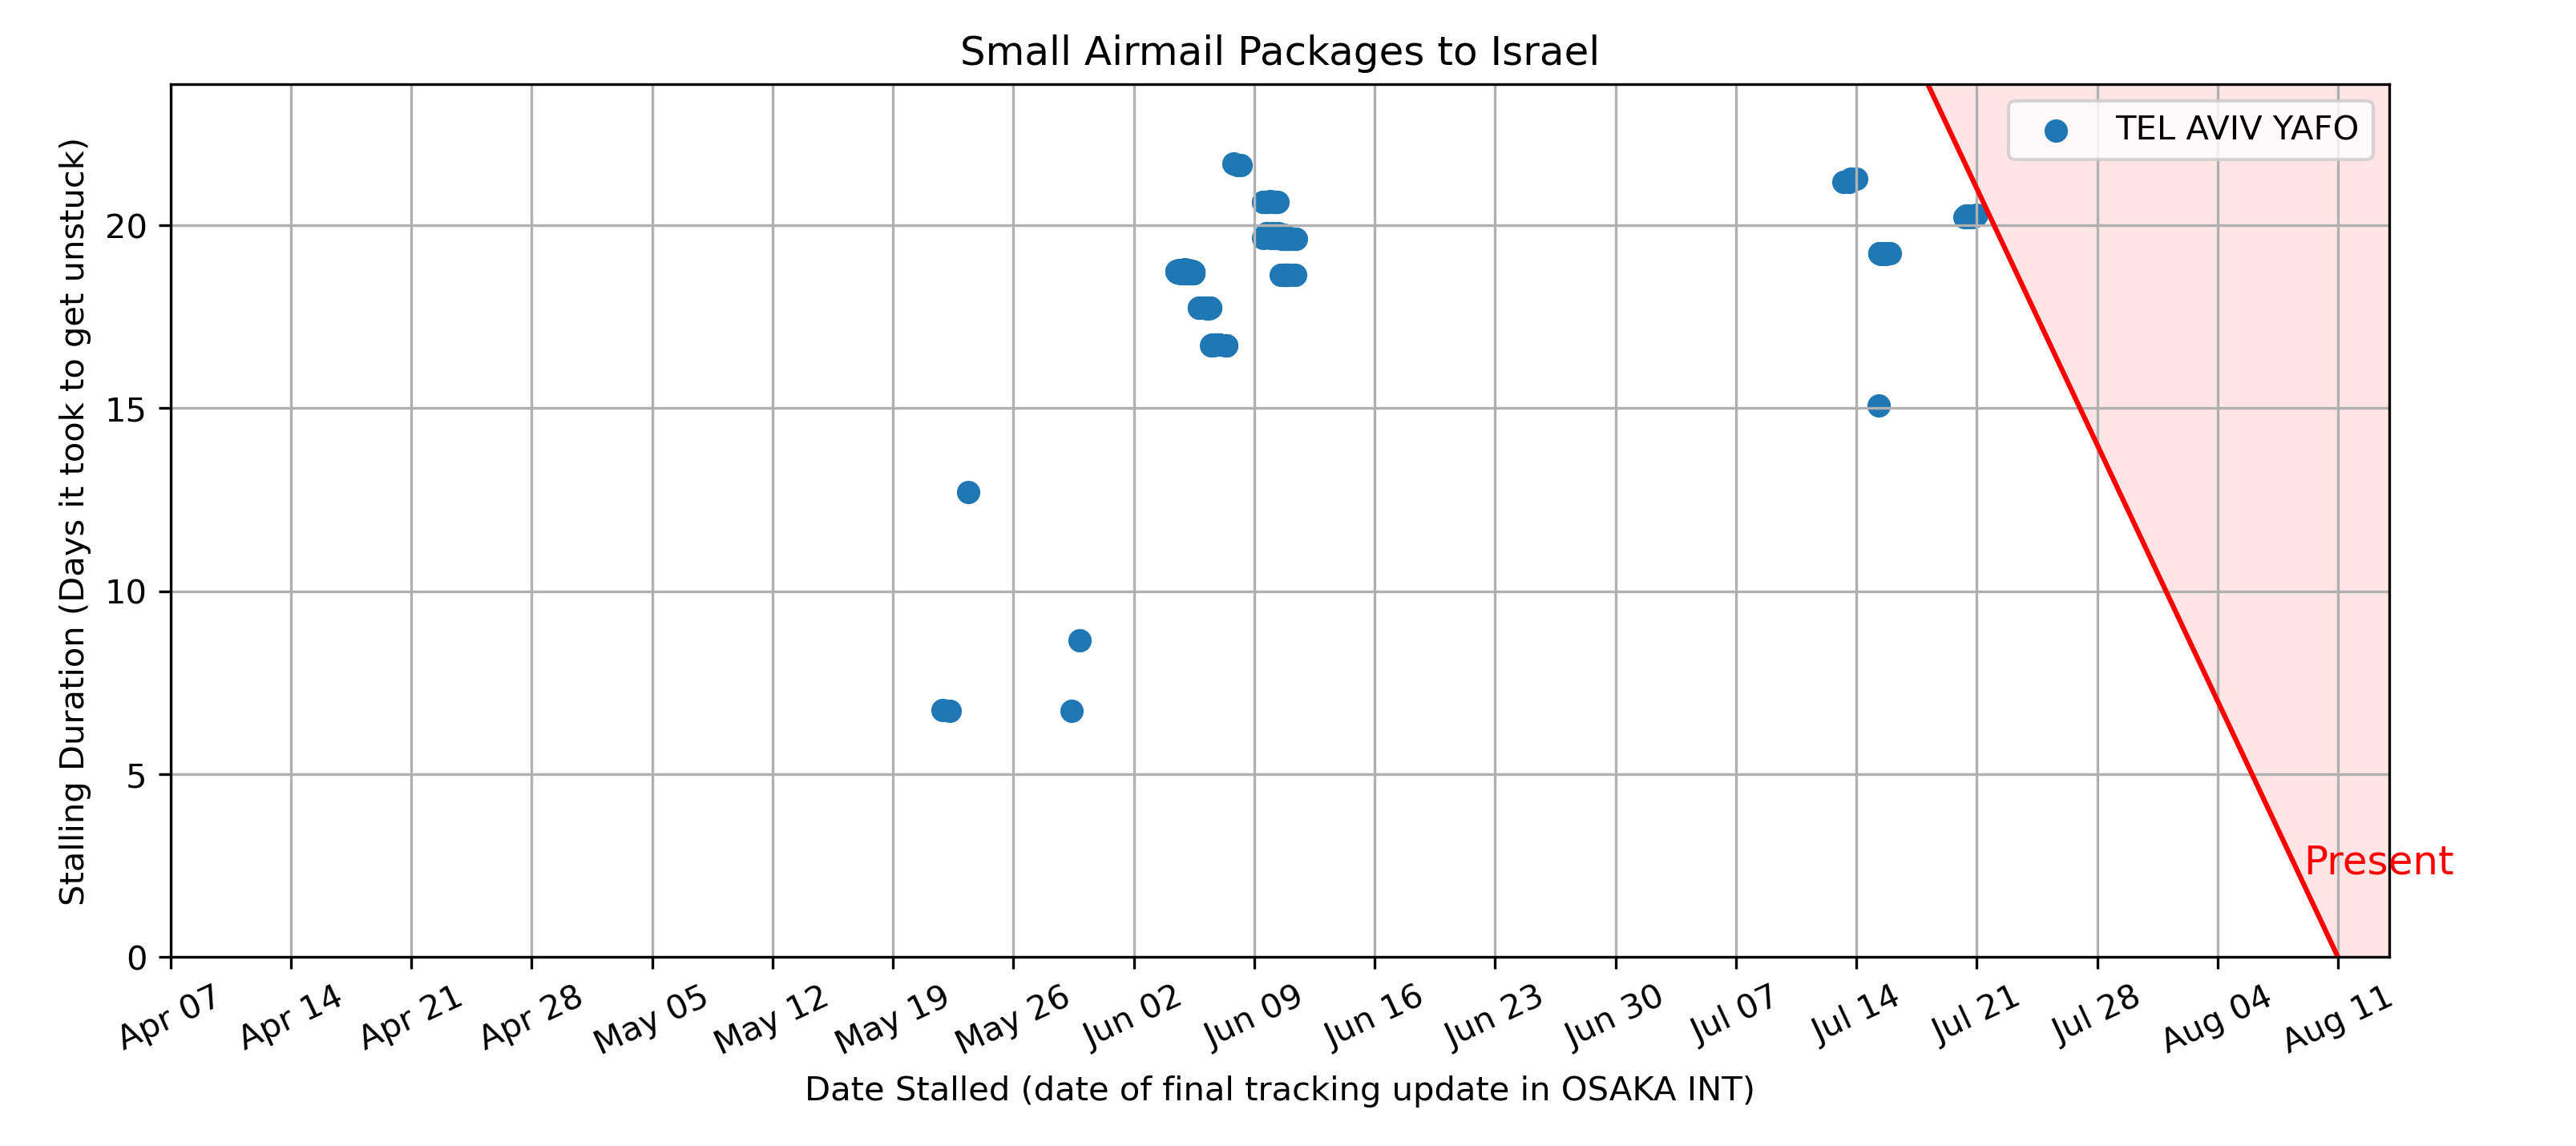 Small Airmail Packages to Israel
TEL AVIV YAFO
Stalling Duration (Days it took to get unstuck)
20
15
10
5
0
Present
Apr 07 Apr 14 Apr 21 Apr 28 May 05 May 12 May 19 May 26 Jun 02 Jun 09 Jun 16 Jun 23 Jun 30 Jul 07 Jul 14 Jul 21 Jul 28 Aug 04 Aug 11
Date Stalled (date of final tracking update in OSAKA INT)